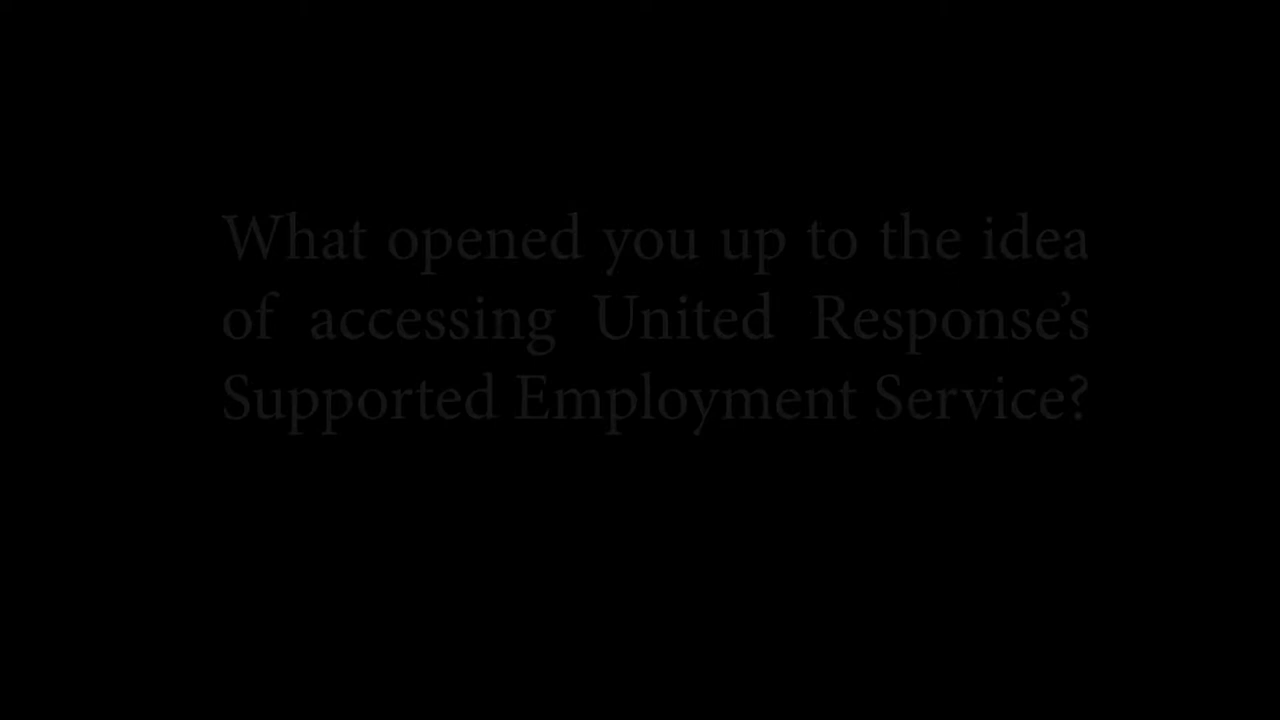 What opened you up to the idea
of accessing United Response’s
Supported Employment Service?